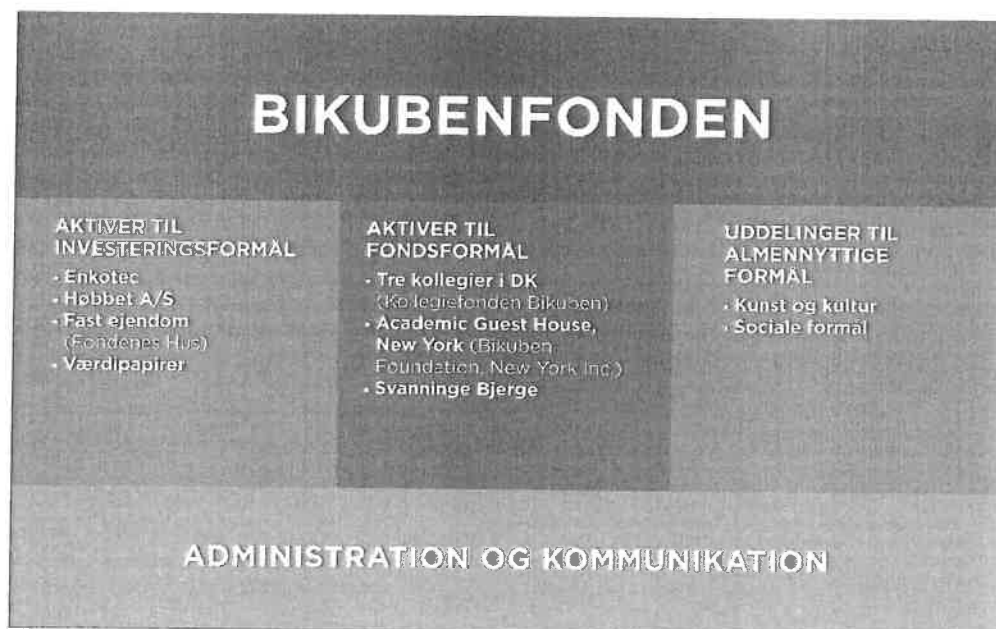 BIKUBENFONDEN
AKTIVER TIL
INVESTERINGSFORMÅL
• Enkotec
• Høbbet A/S
• Fast ejendom
(Fondenes Hus)
• Værdipapirer
AKTIVER TIL
FONDSFORMÅL
• Tre kollegier i DK
(Kollegiefonden Bikuben)
• Academic Guest House,
New York (Bikuben
Foundation, New York Inc.)
• Svanninge Bjerge
UDDELINGER TIL
ALMENNYTTIGE
FORMÅL
• Kunst og kultur
• Sociale formål
ADMINISTRATION OG KOMMUNIKATION